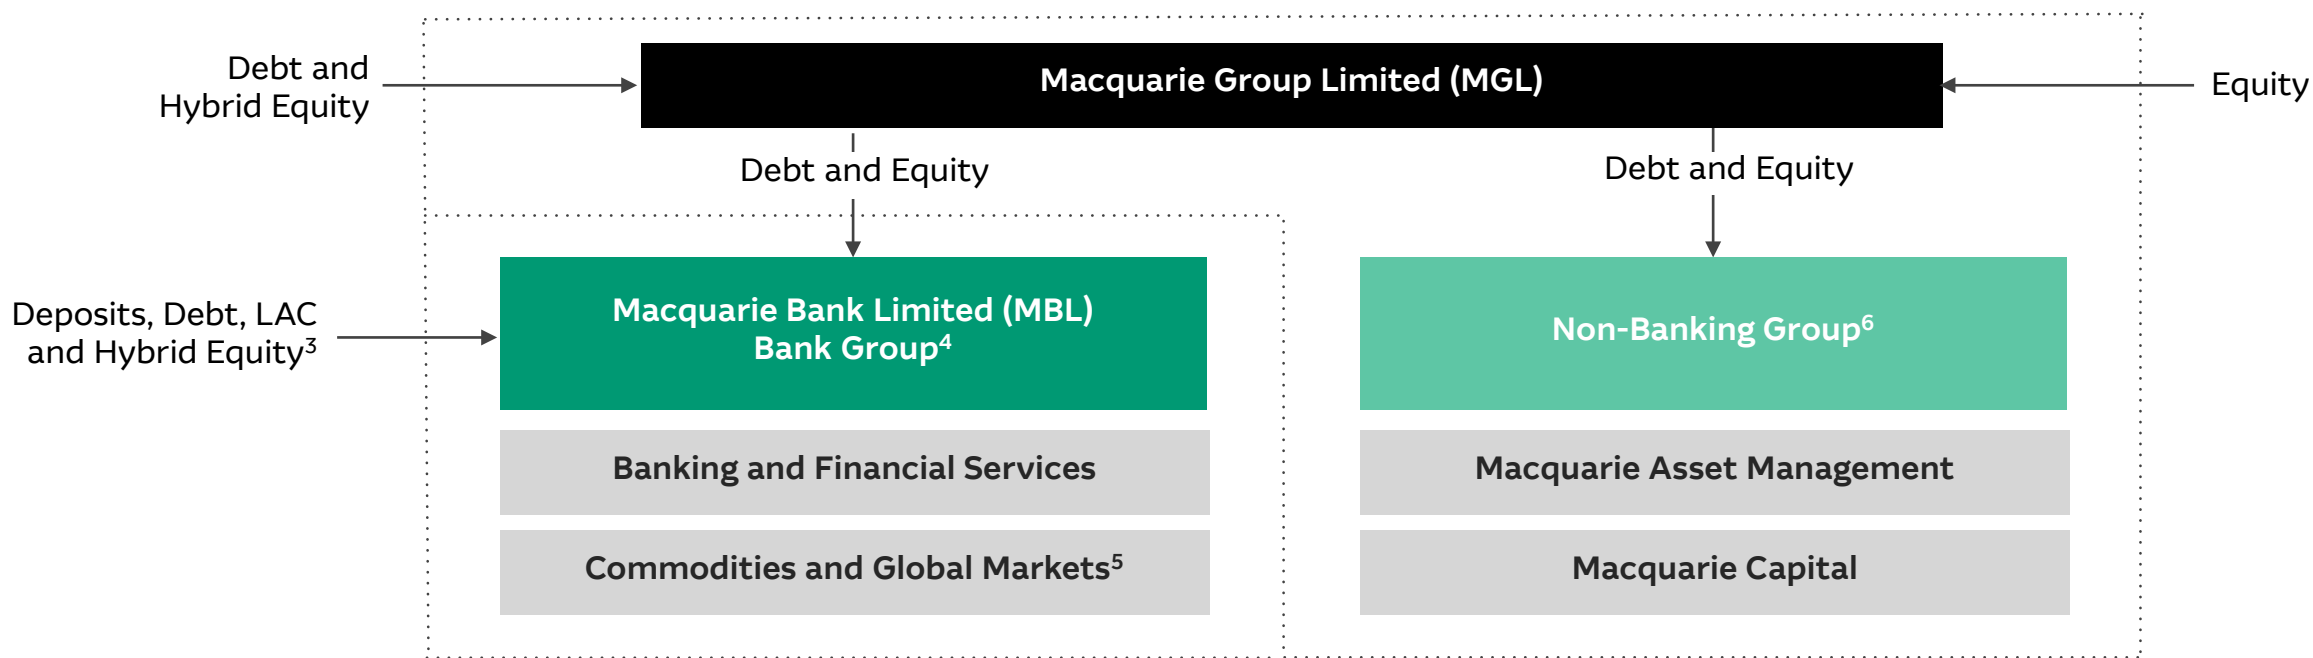 Debt and
Hybrid Equity
Macquarie Group Limited (MGL)
Equity
Debt and Equity
Debt and Equity
Deposits, Debt, LAC
and Hybrid Equity³
Macquarie Bank Limited (MBL)
Bank Group⁴
Non-Banking Group⁶
Banking and Financial Services
Macquarie Asset Management
Commodities and Global Markets⁵
Macquarie Capital